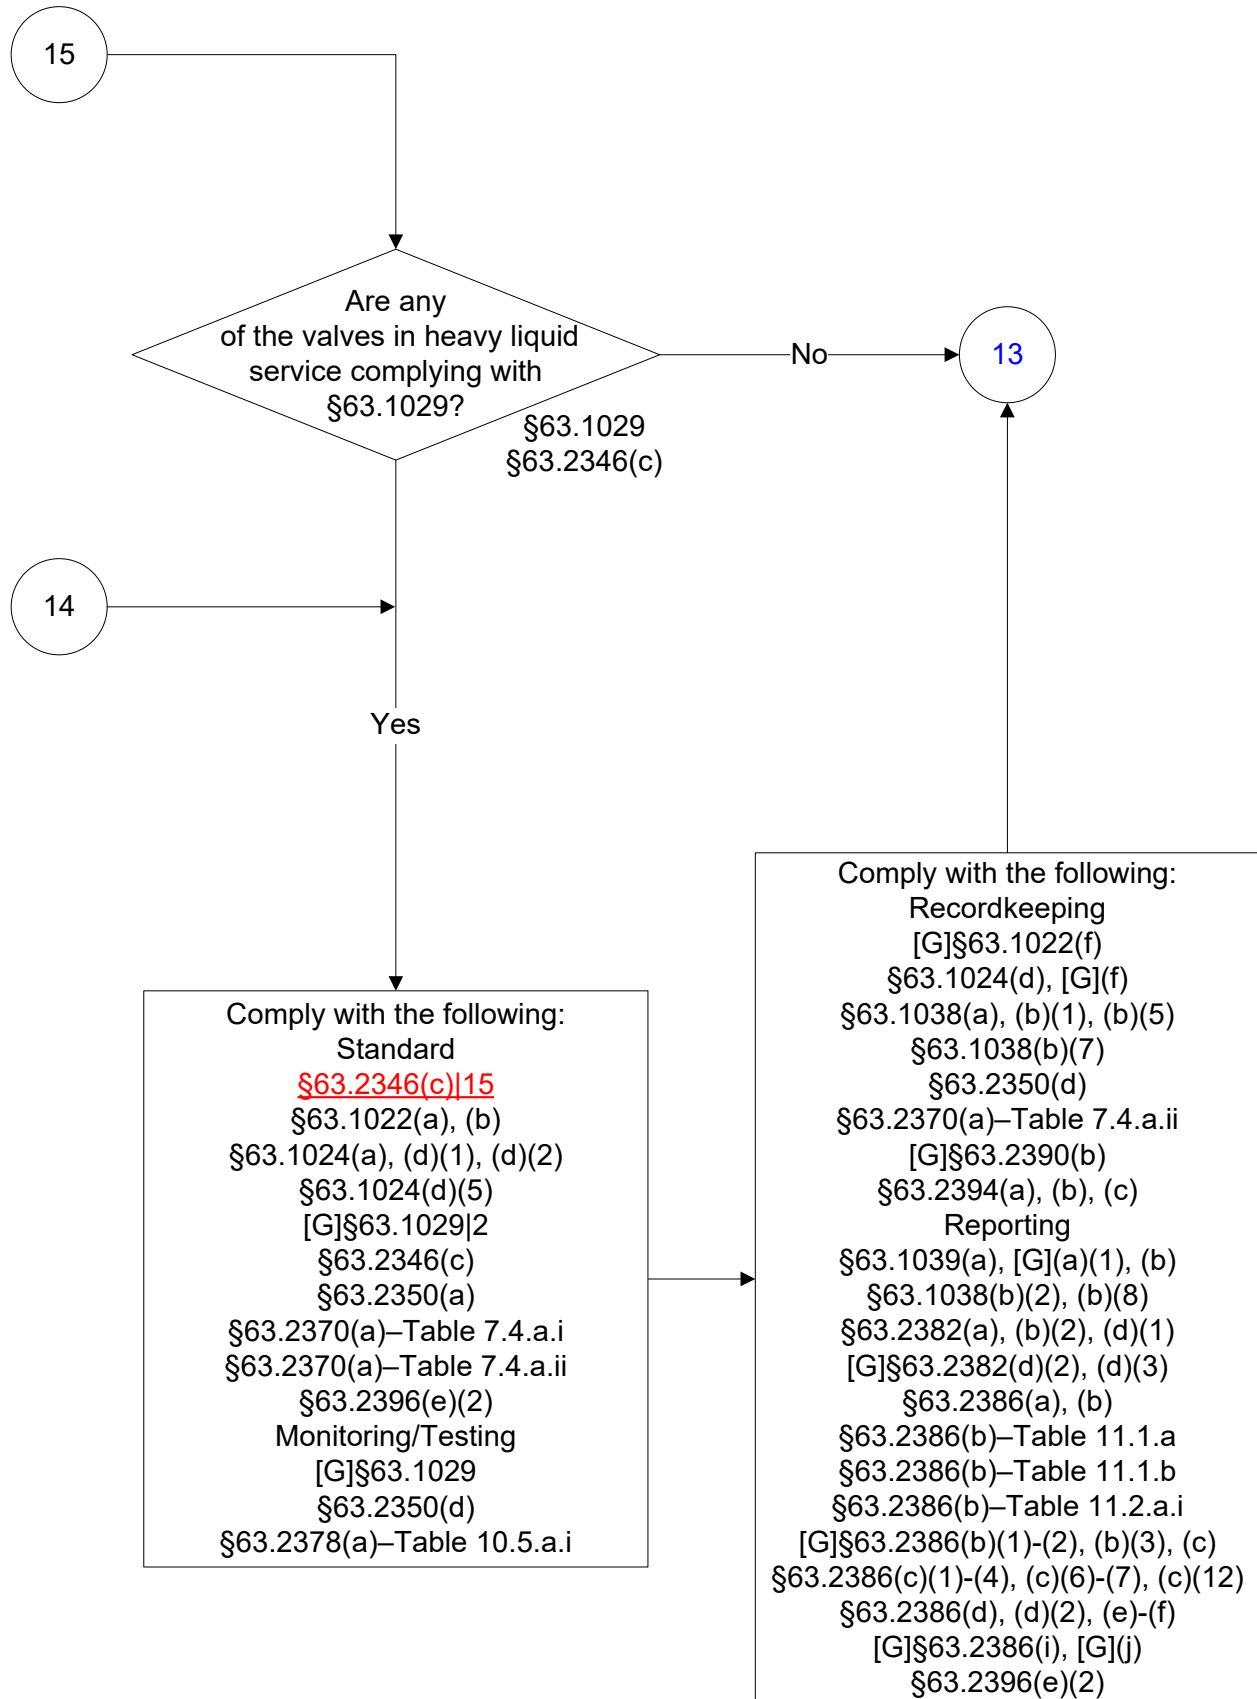 15
Are any
of the valves in heavy liquid
service complying with
§63.1029?
§63.1029
§63.2346(c)
No
13
14
Yes
Comply with the following:
Standard
§63.2346(c)|15
§63.1022(a), (b)
§63.1024(a), (d)(1), (d)(2)
§63.1024(d)(5)
[G]§63.1029|2
§63.2346(c)
§63.2350(a)
§63.2370(a)–Table 7.4.a.i
§63.2370(a)–Table 7.4.a.ii
§63.2396(e)(2)
Monitoring/Testing
[G]§63.1029
§63.2350(d)
§63.2378(a)–Table 10.5.a.i
Comply with the following:
Recordkeeping
[G]§63.1022(f)
§63.1024(d), [G](f)
§63.1038(a), (b)(1), (b)(5)
§63.1038(b)(7)
§63.2350(d)
§63.2370(a)–Table 7.4.a.ii
[G]§63.2390(b)
§63.2394(a), (b), (c)
Reporting
§63.1039(a), [G](a)(1), (b)
§63.1038(b)(2), (b)(8)
§63.2382(a), (b)(2), (d)(1)
[G]§63.2382(d)(2), (d)(3)
§63.2386(a), (b)
§63.2386(b)–Table 11.1.a
§63.2386(b)–Table 11.1.b
§63.2386(b)–Table 11.2.a.i
[G]§63.2386(b)(1)-(2), (b)(3), (c)
§63.2386(c)(1)-(4), (c)(6)-(7), (c)(12)
§63.2386(d), (d)(2), (e)-(f)
[G]§63.2386(i), [G](j)
§63.2396(e)(2)